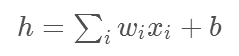 h = ∑ᵢ wᵢxᵢ + b